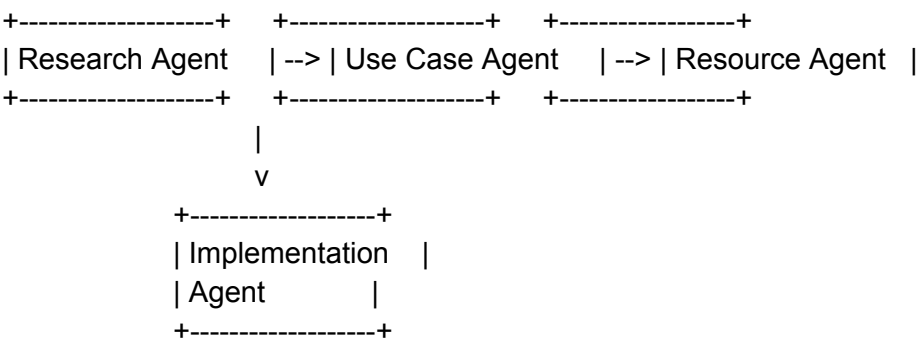 +--------------------+ +--------------------+ +------------------+
| Research Agent | --> | Use Case Agent | --> | Resource Agent |
+--------------------+ +--------------------+ +------------------+
|
v
+-------------------+
| Implementation |
| Agent |
+-------------------+